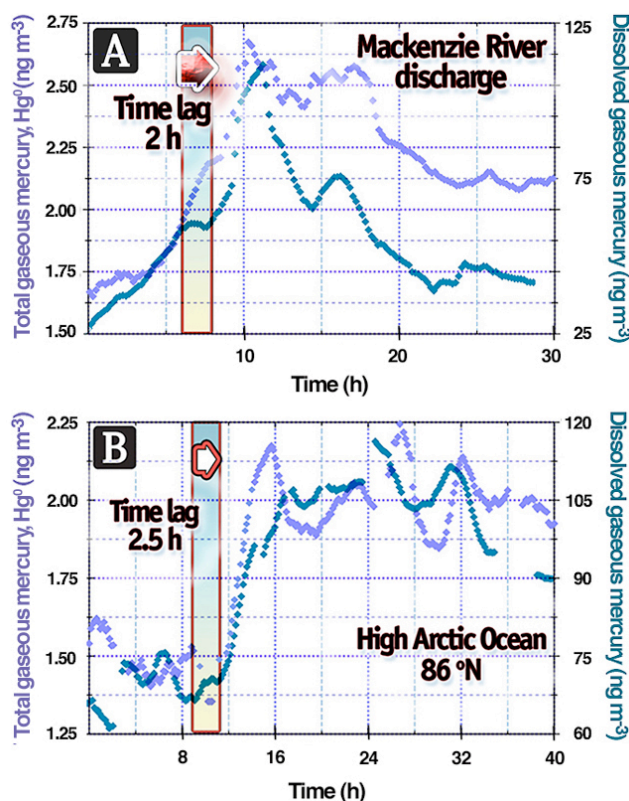 A
Mackenzie River
discharge
Time lag
2 h
Total gaseous mercury, Hg⁰ (ng m-3)
2.75
2.50
2.25
2.00
1.75
1.50
Dissolved gaseous mercury
(ng m-3)
125
75
25
10
20
30
Time (h)
B
Time lag
2.5 h
High Arctic Ocean
86 ºN
Total gaseous mercury, Hg⁰ (ng m-3)
2.25
2.00
1.75
1.50
1.25
Dissolved gaseous mercury
(ng m-3)
120
105
90
75
60
8
16
24
32
40
Time (h)